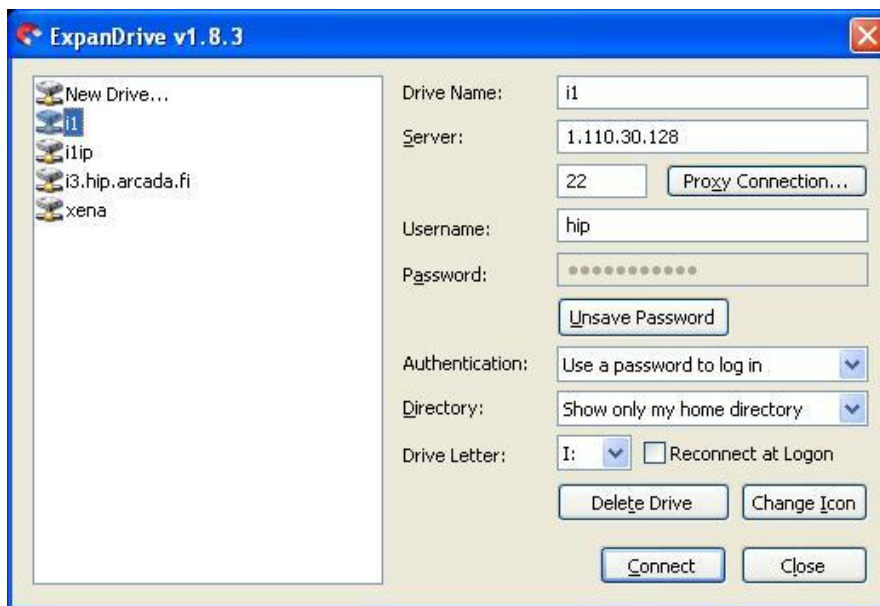 ExpanDrive v1.8.3
New Drive...
i1
i1ip
i3.hip.arcada.fi
xena
Drive Name: i1
Server: 1.110.30.128
22 Proxy Connection...
Username: hip
Password: ●●●●●●●●●●●
Unsave Password
Authentication: Use a password to log in
Directory: Show only my home directory
Drive Letter: I: Reconnect at Logon
Delete Drive Change Icon
Connect Close